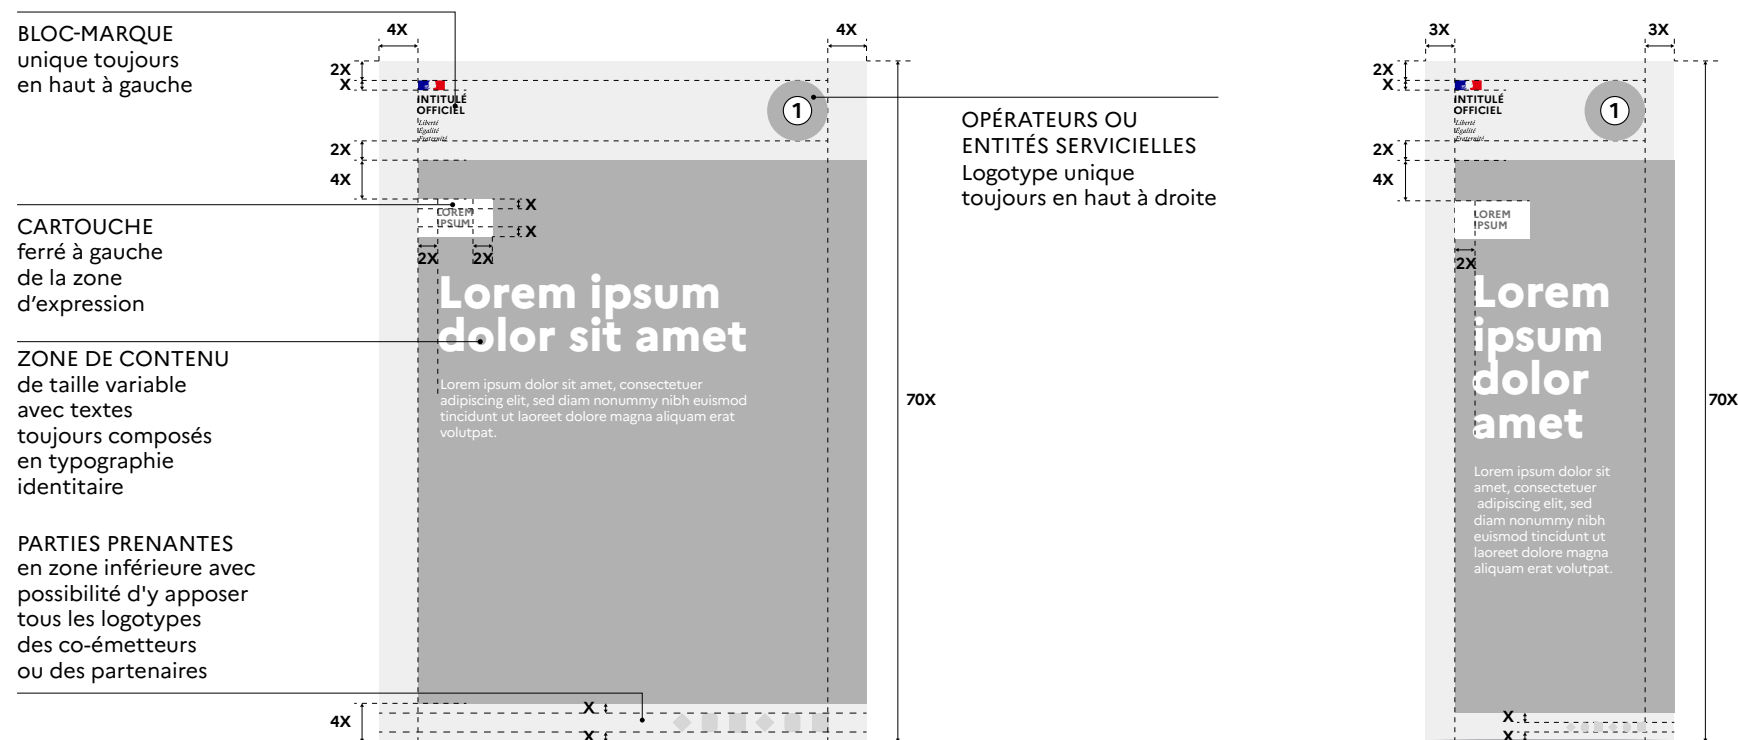 BLOC-MARQUE
unique toujours
en haut à gauche
CARTOUCHE
ferré à gauche
de la zone
d’expression
ZONE DE CONTENU
de taille variable
avec textes
toujours composés
en typographie
identitaire
PARTIES PRENANTES
en zone inférieure avec
possibilité d'y apposer
tous les logotypes
des co-émetteurs
ou des partenaires
4X
4X
2X
X
INTITULÉ
OFFICIEL
Liberté
Égalité
Fraternité
1
2X
4X
LOREM
IPSUM
X
X
2X
2X
Lorem ipsum
dolor sit amet
Lorem ipsum dolor sit amet, consectetuer
adipiscing elit, sed diam nonummy nibh euismod
tincidunt ut laoreet dolore magna aliquam erat
volutpat.
70X
4X
X
X
OPÉRATEURS OU
ENTITÉS SERVICIELLES
Logotype unique
toujours en haut à droite
3X
3X
2X
X
INTITULÉ
OFFICIEL
Liberté
Égalité
Fraternité
1
2X
4X
LOREM
IPSUM
2X
Lorem
ipsum
dolor
amet
Lorem ipsum dolor sit
amet, consectetuer
adipiscing elit, sed
diam nonummy nibh
euismod tincidunt ut
laoreet dolore magna
aliquam erat volutpat.
70X
X
X